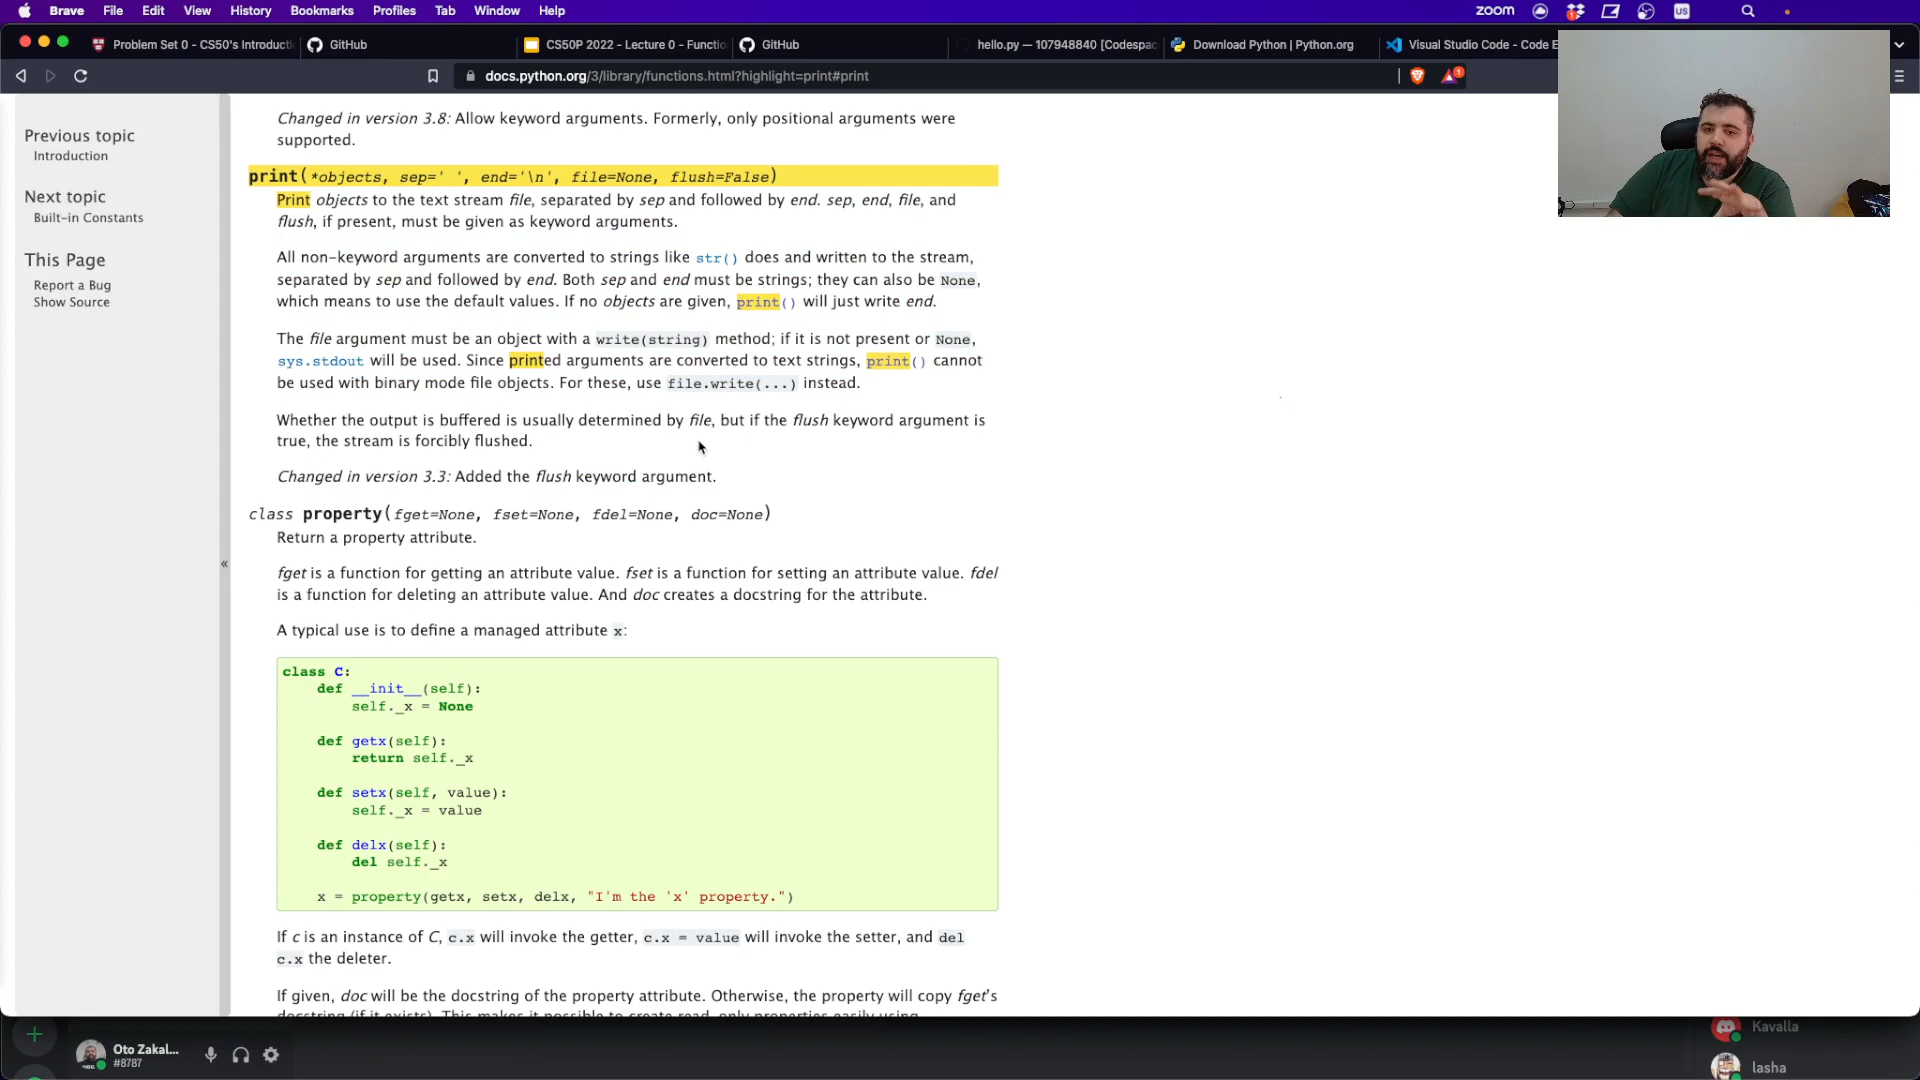 Brave File Edit View History Bookmarks Profiles Tab Window Help zoom US
Problem Set 0 - CS50's Introducti GitHub CS50P 2022 - Lecture 0 - Functio GitHub hello.py — 107948840 [Codespac Download Python | Python.org Visual Studio Code - Code E
docs.python.org/3/library/functions.html?highlight=print#print 1
Previous topic
Introduction
Next topic
Built-in Constants
This Page
Report a Bug
Show Source
«
Changed in version 3.8: Allow keyword arguments. Formerly, only positional arguments were
supported.
print(*objects, sep=' ', end='\n', file=None, flush=False)
Print objects to the text stream file, separated by sep and followed by end. sep, end, file, and
flush, if present, must be given as keyword arguments.
All non-keyword arguments are converted to strings like str() does and written to the stream,
separated by sep and followed by end. Both sep and end must be strings; they can also be None,
which means to use the default values. If no objects are given, print() will just write end.
The file argument must be an object with a write(string) method; if it is not present or None,
sys.stdout will be used. Since printed arguments are converted to text strings, print() cannot
be used with binary mode file objects. For these, use file.write(...) instead.
Whether the output is buffered is usually determined by file, but if the flush keyword argument is
true, the stream is forcibly flushed.
Changed in version 3.3: Added the flush keyword argument.
class property(fget=None, fset=None, fdel=None, doc=None)
Return a property attribute.
fget is a function for getting an attribute value. fset is a function for setting an attribute value. fdel
is a function for deleting an attribute value. And doc creates a docstring for the attribute.
A typical use is to define a managed attribute x:
class C:
def __init__(self):
self._x = None
def getx(self):
return self._x
def setx(self, value):
self._x = value
def delx(self):
del self._x
x = property(getx, setx, delx, "I'm the 'x' property.")
If c is an instance of C, c.x will invoke the getter, c.x = value will invoke the setter, and del
c.x the deleter.
If given, doc will be the docstring of the property attribute. Otherwise, the property will copy fget's
docstring (if it exists). This makes it possible to create read-only properties easily using
Oto Zakal...
#8787
Kavalla
lasha